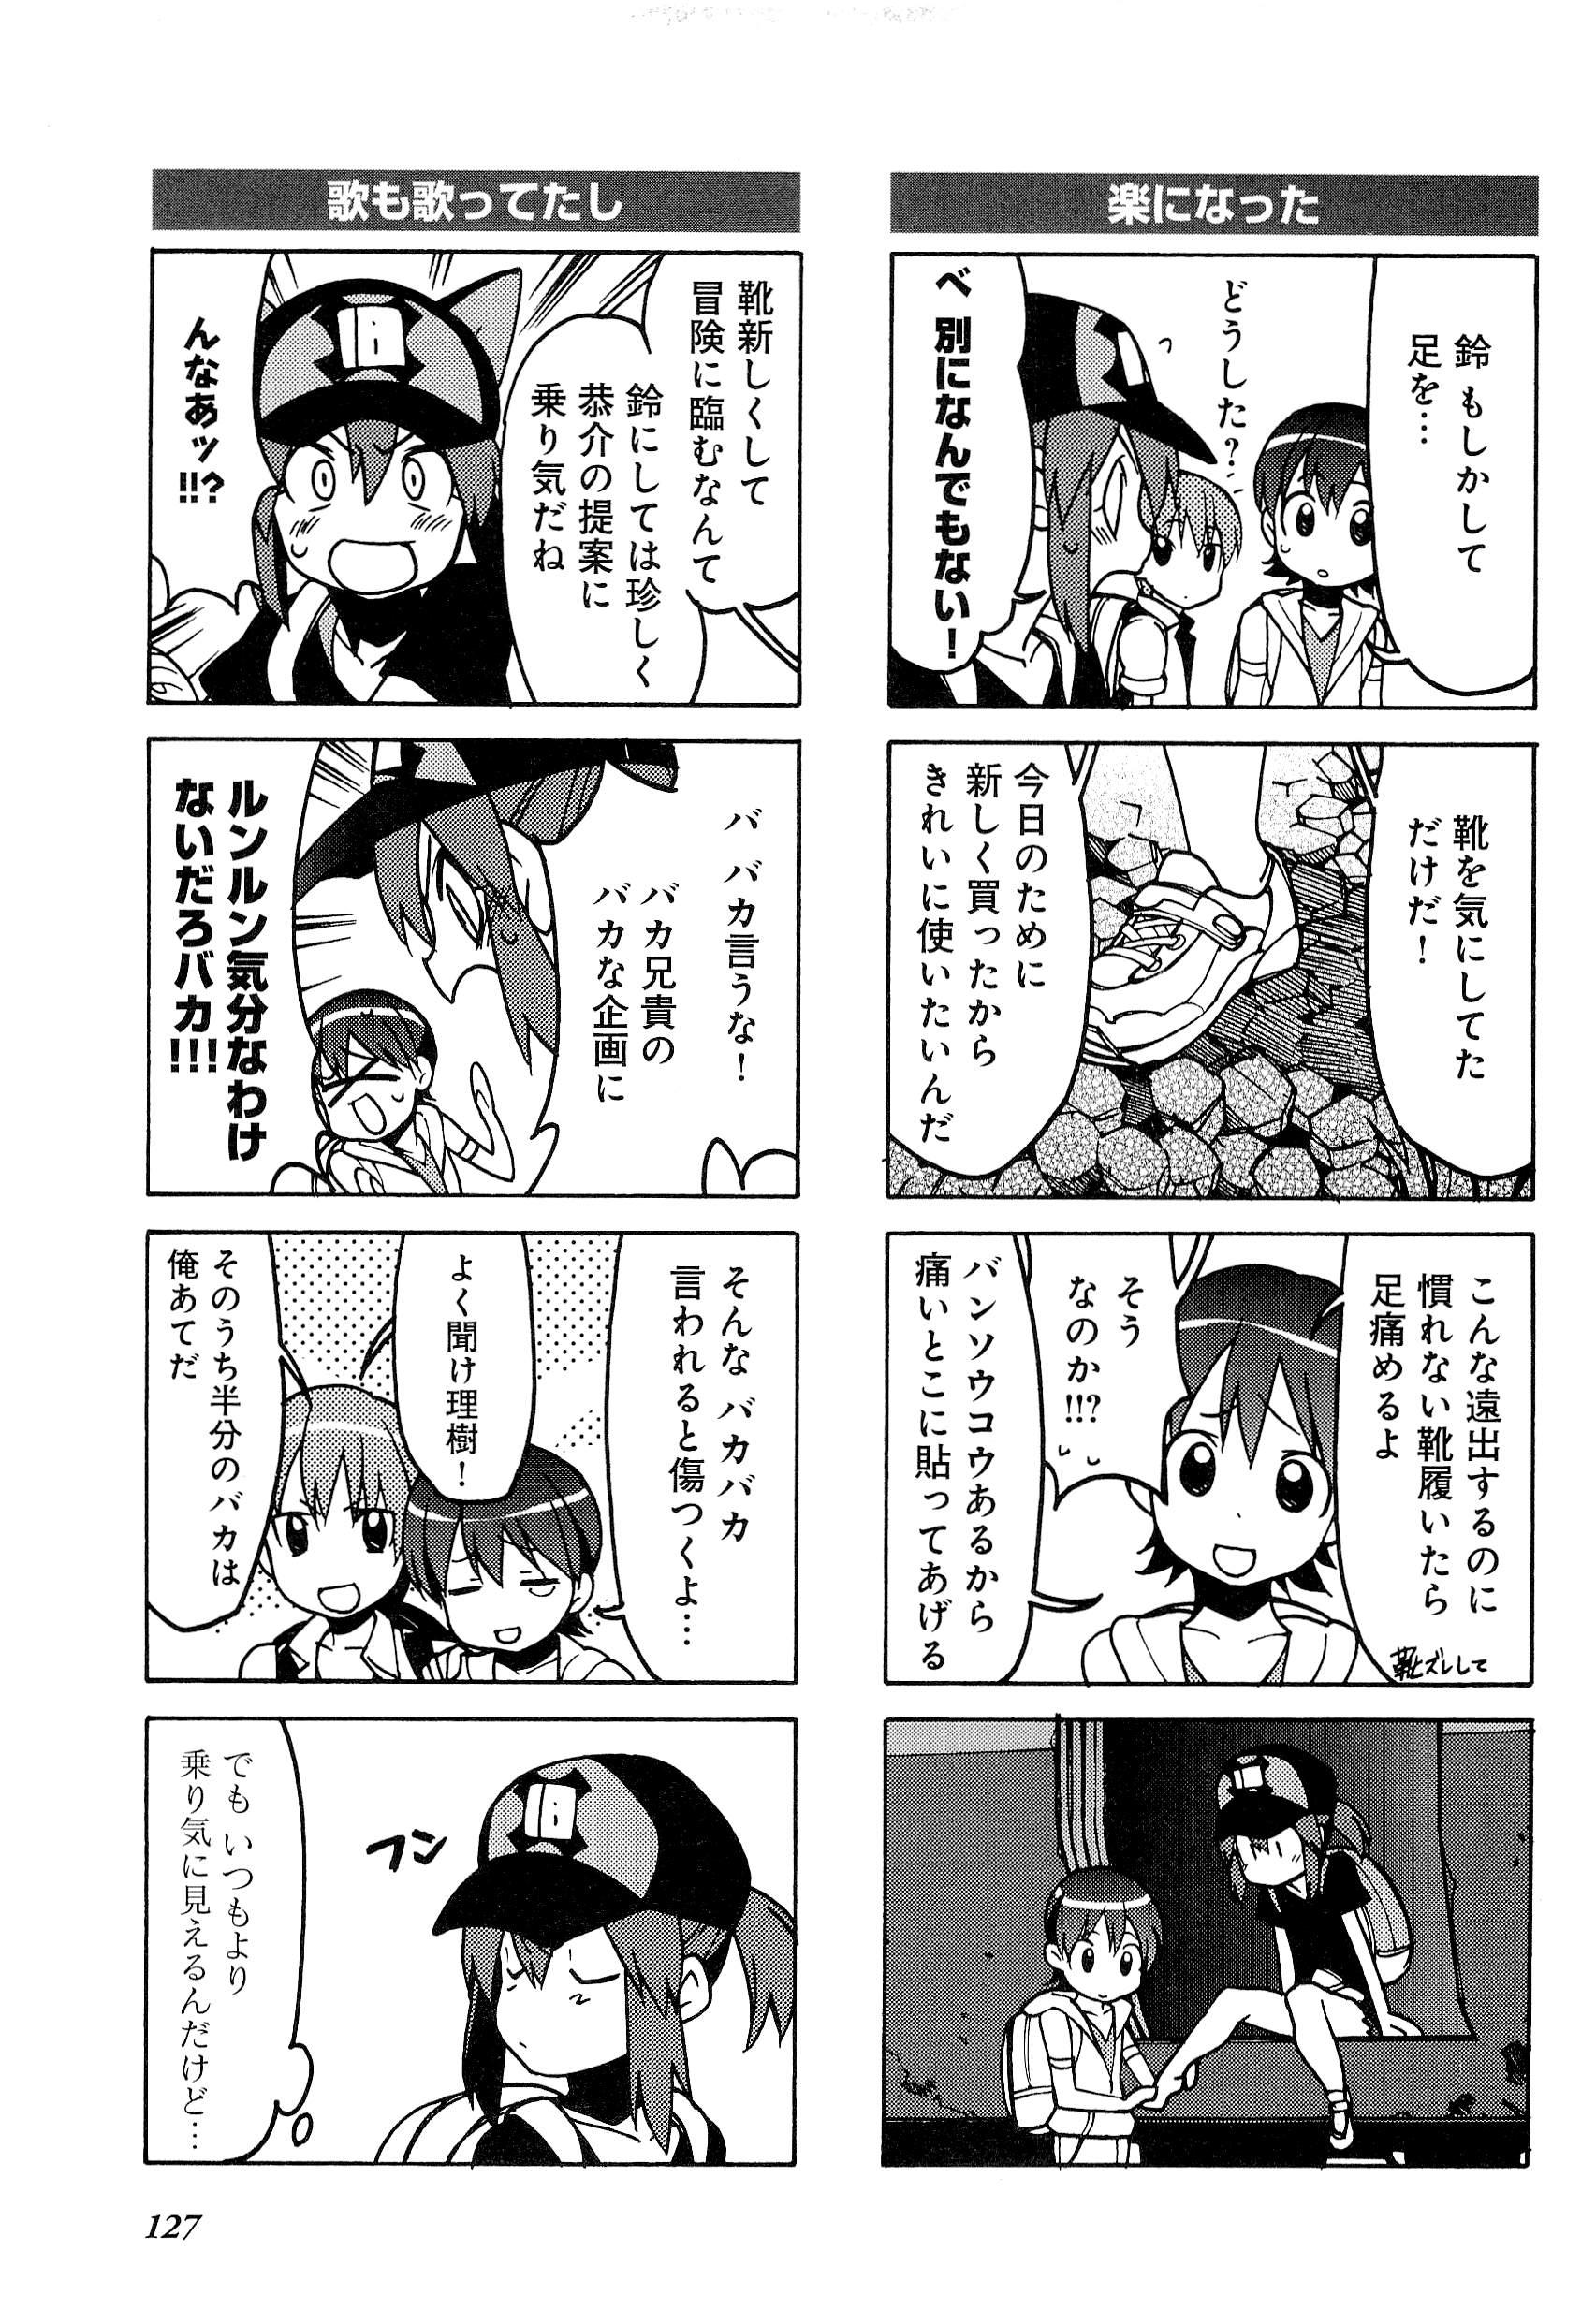 楽になった
鈴 もしかして
足を…
どうした?
べ 別になんでもない!
靴を気にしてた
だけだ!
今日のために
新しく買ったから
きれいに使いたいんだ
こんな遠出するのに
慣れない靴履いたら
足痛めるよ
靴ズレして
そう
なのか!!?
バンソウコウあるから
痛いとこに貼ってあげる
歌も歌ってたし
靴新しくして
冒険に臨むなんて
鈴にしては珍しく
恭介の提案に
乗り気だね
んなぁッ!!?
バ バカ言うな!
バカ兄貴の
バカな企画に
ルンルン気分なわけ
ないだろバカ!!!
そんな バカバカ
言われると傷つくよ…
よく聞け理樹!
そのうち半分のバカは
俺あてだ
フン
でも いつもより
乗り気に見えるんだけど…
127